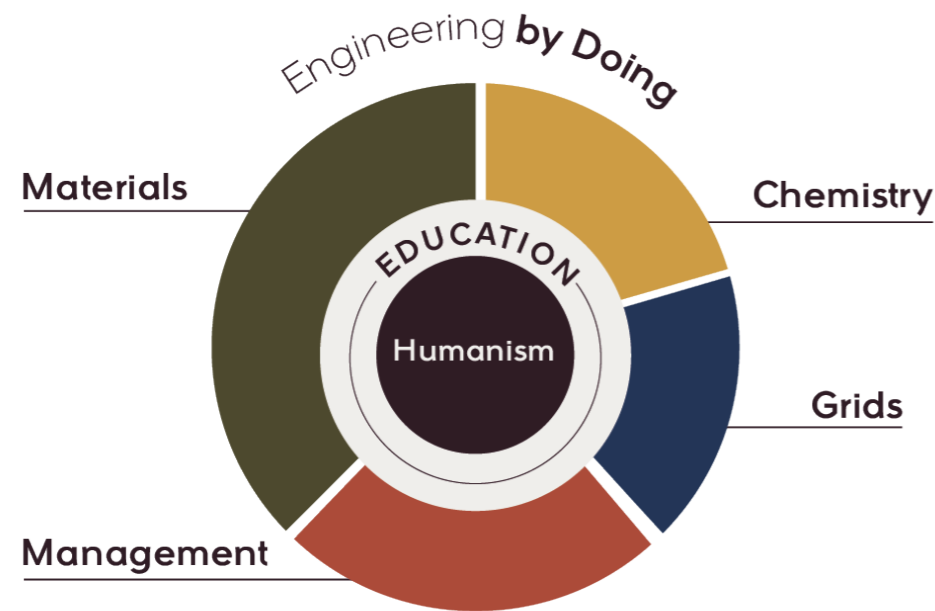 Engineering by Doing
Materials
Chemistry
EDUCATION
Humanism
Grids
Management